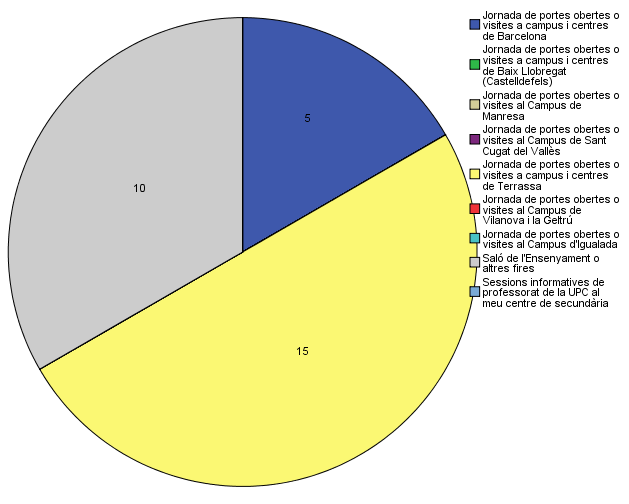 5
10
15
Jornada de portes obertes o
visites a campus i centres
de Barcelona
Jornada de portes obertes o
visites a campus i centres
de Baix Llobregat
(Castelldefels)
Jornada de portes obertes o
visites al Campus de
Manresa
Jornada de portes obertes o
visites al Campus de Sant
Cugat del Vallès
Jornada de portes obertes o
visites a campus i centres
de Terrassa
Jornada de portes obertes o
visites al Campus de
Vilanova i la Geltrú
Jornada de portes obertes o
visites al Campus d'Igualada
Saló de l'Ensenyament o
altres fires
Sessions informatives de
professorat de la UPC al
meu centre de secundària